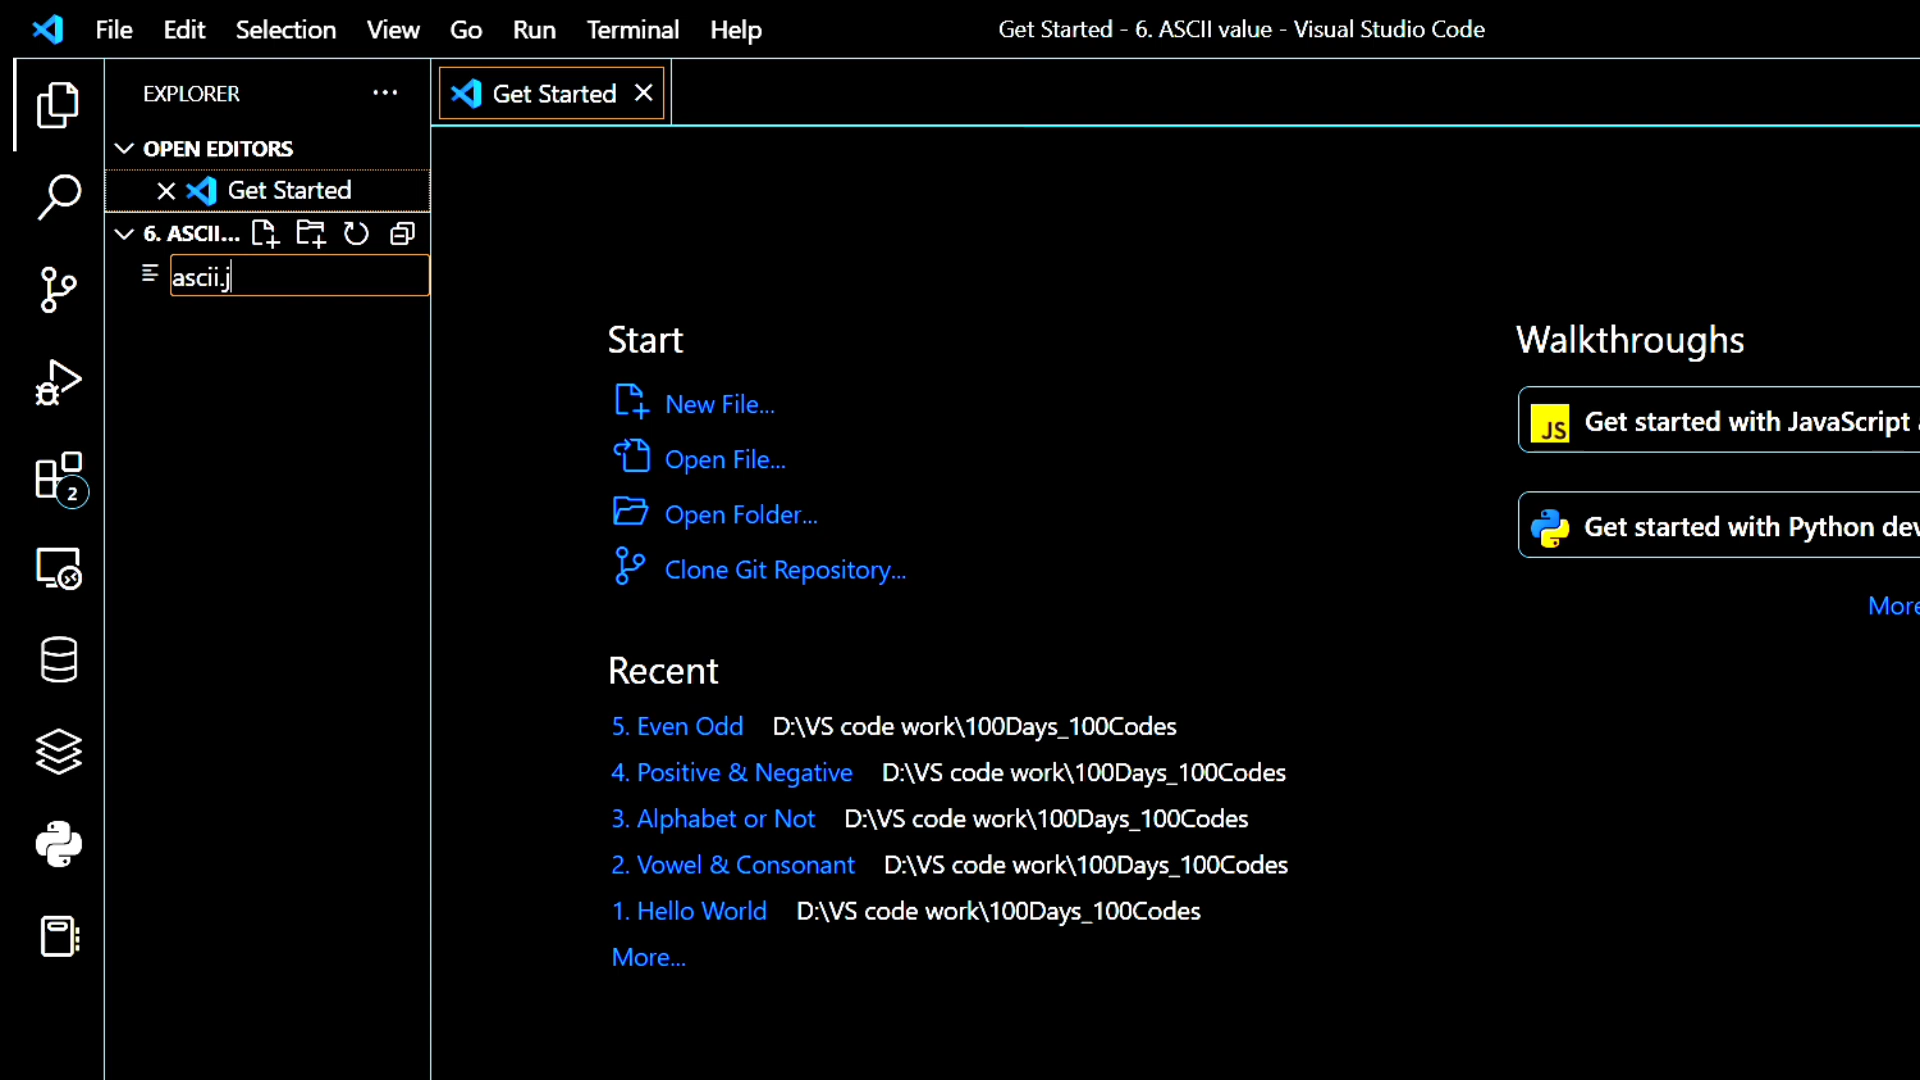 File Edit Selection View Go Run Terminal Help
Get Started - 6. ASCII value - Visual Studio Code
EXPLORER ...
Get Started
OPEN EDITORS
Get Started
6. ASCII...
ascii.j
Start
New File...
Open File...
Open Folder...
Clone Git Repository...
Walkthroughs
JS Get started with JavaScript
Get started with Python dev
More
Recent
5. Even Odd D:\VS code work\100Days_100Codes
4. Positive & Negative D:\VS code work\100Days_100Codes
3. Alphabet or Not D:\VS code work\100Days_100Codes
2. Vowel & Consonant D:\VS code work\100Days_100Codes
1. Hello World D:\VS code work\100Days_100Codes
More...
2